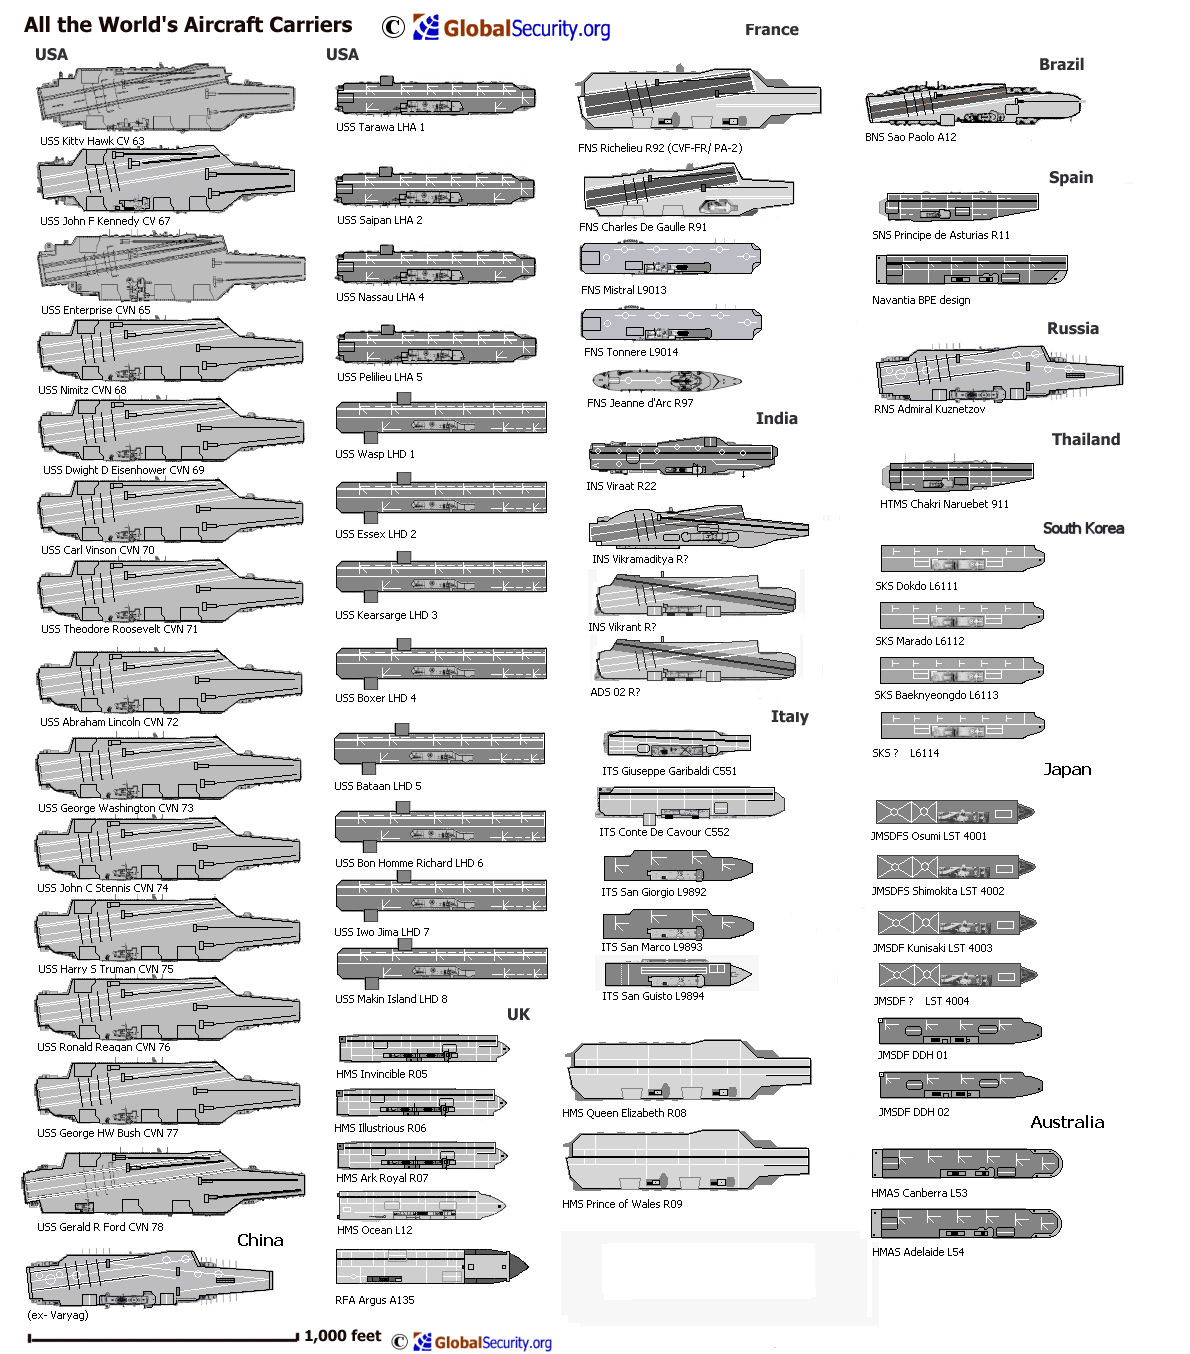 All the World's Aircraft Carriers © GlobalSecurity.org
USA
USS Kitty Hawk CV 63
USS John F Kennedy CV 67
USS Enterprise CVN 65
USS Nimitz CVN 68
USS Dwight D Eisenhower CVN 69
USS Carl Vinson CVN 70
USS Theodore Roosevelt CVN 71
USS Abraham Lincoln CVN 72
USS George Washington CVN 73
USS John C Stennis CVN 74
USS Harry S Truman CVN 75
USS Ronald Reagan CVN 76
USS George HW Bush CVN 77
USS Gerald R Ford CVN 78
China
(ex- Varyag)
USA
USS Tarawa LHA 1
USS Saipan LHA 2
USS Nassau LHA 4
USS Pelilieu LHA 5
USS Wasp LHD 1
USS Essex LHD 2
USS Kearsarge LHD 3
USS Boxer LHD 4
USS Bataan LHD 5
USS Bon Homme Richard LHD 6
USS Iwo Jima LHD 7
USS Makin Island LHD 8
UK
HMS Invincible R05
HMS Illustrious R06
HMS Ark Royal R07
HMS Ocean L12
RFA Argus A135
France
FNS Richelieu R92 (CVF-FR/ PA-2)
FNS Charles De Gaulle R91
FNS Mistral L9013
FNS Tonnere L9014
FNS Jeanne d'Arc R97
India
INS Viraat R22
INS Vikramaditya R?
INS Vikrant R?
ADS 02 R?
Italy
ITS Giuseppe Garibaldi C551
ITS Conte De Cavour C552
ITS San Giorgio L9892
ITS San Marco L9893
ITS San Guisto L9894
HMS Queen Elizabeth R08
HMS Prince of Wales R09
Brazil
BNS Sao Paolo A12
Spain
SNS Principe de Asturias R11
Navantia BPE design
Russia
RNS Admiral Kuznetzov
Thailand
HTMS Chakri Naruebet 911
South Korea
SKS Dokdo L6111
SKS Marado L6112
SKS Baeknyeongdo L6113
SKS ? L6114
Japan
JMSDFS Osumi LST 4001
JMSDFS Shimokita LST 4002
JMSDF Kunisaki LST 4003
JMSDF ? LST 4004
JMSDF DDH 01
JMSDF DDH 02
Australia
HMAS Canberra L53
HMAS Adelaide L54
1,000 feet © GlobalSecurity.org